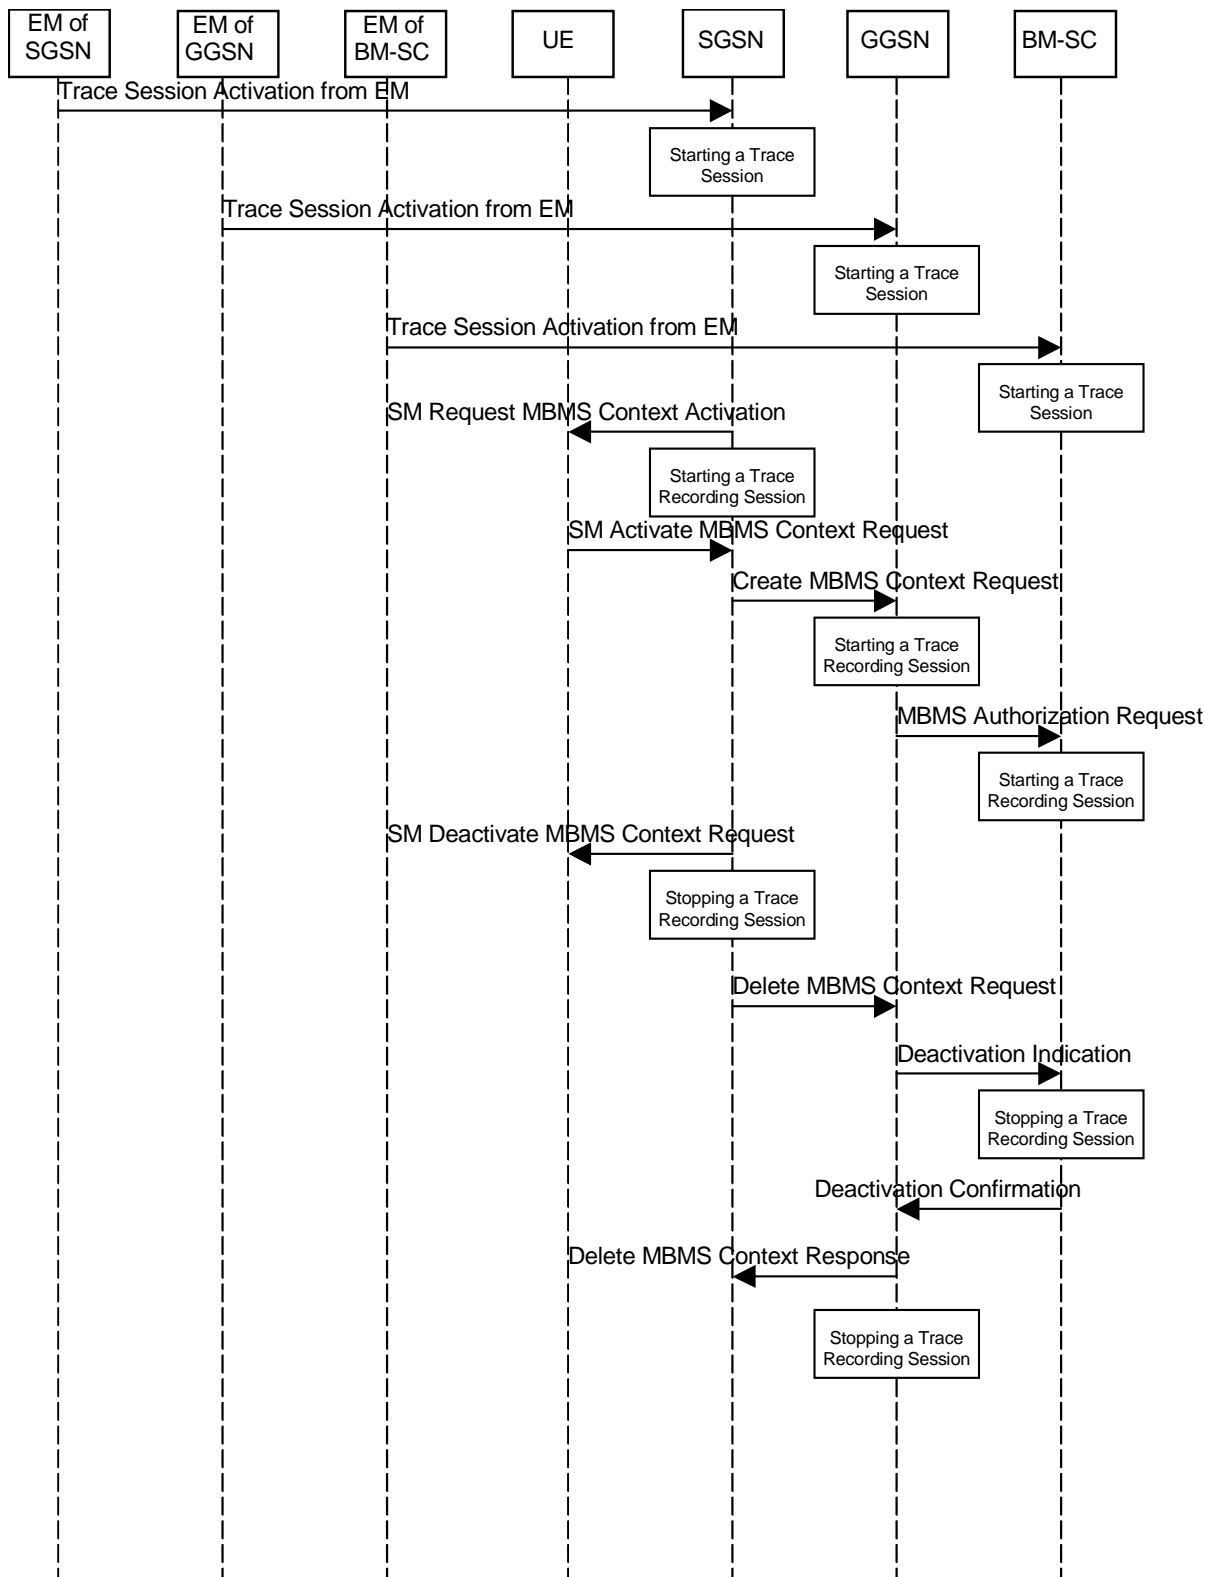 EM of
SGSN
EM of
GGSN
EM of
BM-SC
UE
SGSN
GGSN
BM-SC
Trace Session Activation from EM
Starting a Trace
Session
Trace Session Activation from EM
Starting a Trace
Session
Trace Session Activation from EM
Starting a Trace
Session
SM Request MBMS Context Activation
Starting a Trace
Recording Session
SM Activate MBMS Context Request
Create MBMS Context Request
Starting a Trace
Recording Session
MBMS Authorization Request
Starting a Trace
Recording Session
SM Deactivate MBMS Context Request
Stopping a Trace
Recording Session
Delete MBMS Context Request
Deactivation Indication
Stopping a Trace
Recording Session
Deactivation Confirmation
Delete MBMS Context Response
Stopping a Trace
Recording Session